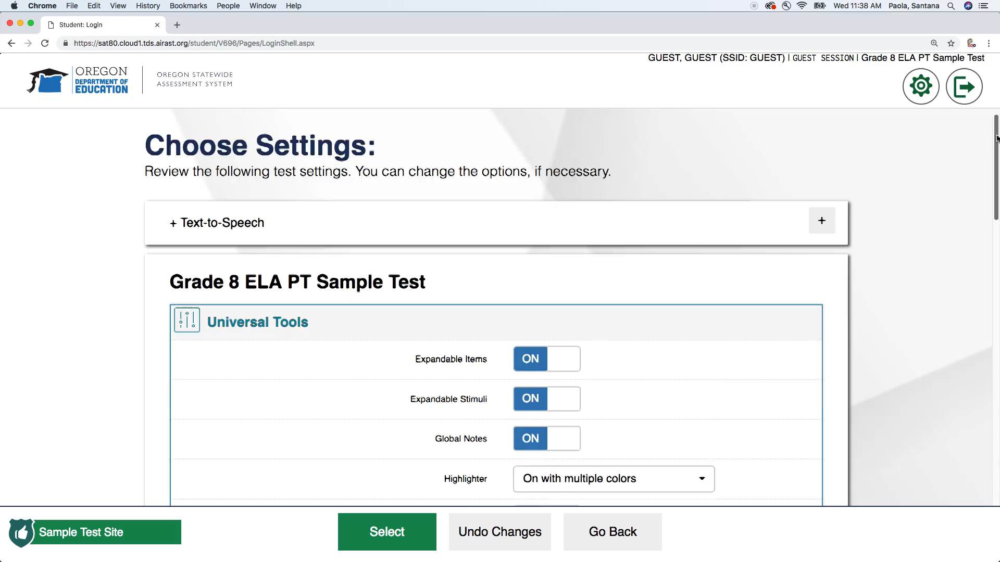 Chrome File Edit View History Bookmarks People Window Help Wed 11:38 AM Paola, Santana
Student: Login
https://sat80.cloud1.tds.airast.org/student/V696/Pages/LoginShell.aspx
GUEST, GUEST (SSID: GUEST) | GUEST SESSION | Grade 8 ELA PT Sample Test
OREGON
DEPARTMENT OF
EDUCATION
OREGON STATEWIDE
ASSESSMENT SYSTEM
Choose Settings:
Review the following test settings. You can change the options, if necessary.
+ Text-to-Speech +
Grade 8 ELA PT Sample Test
Universal Tools
Expandable Items ON
Expandable Stimuli ON
Global Notes ON
Highlighter On with multiple colors
Sample Test Site Select Undo Changes Go Back